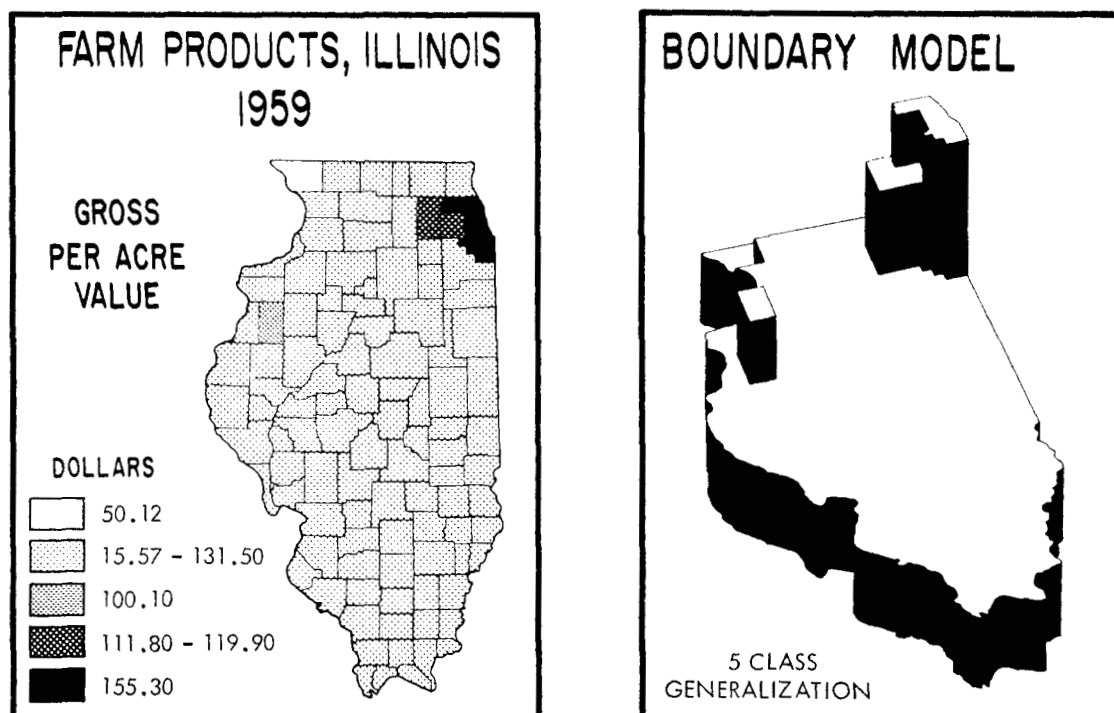 FARM PRODUCTS, ILLINOIS
1959
GROSS
PER ACRE
VALUE
DOLLARS
50.12
15.57 - 131.50
100.10
111.80 - 119.90
155.30
BOUNDARY MODEL
5 CLASS
GENERALIZATION